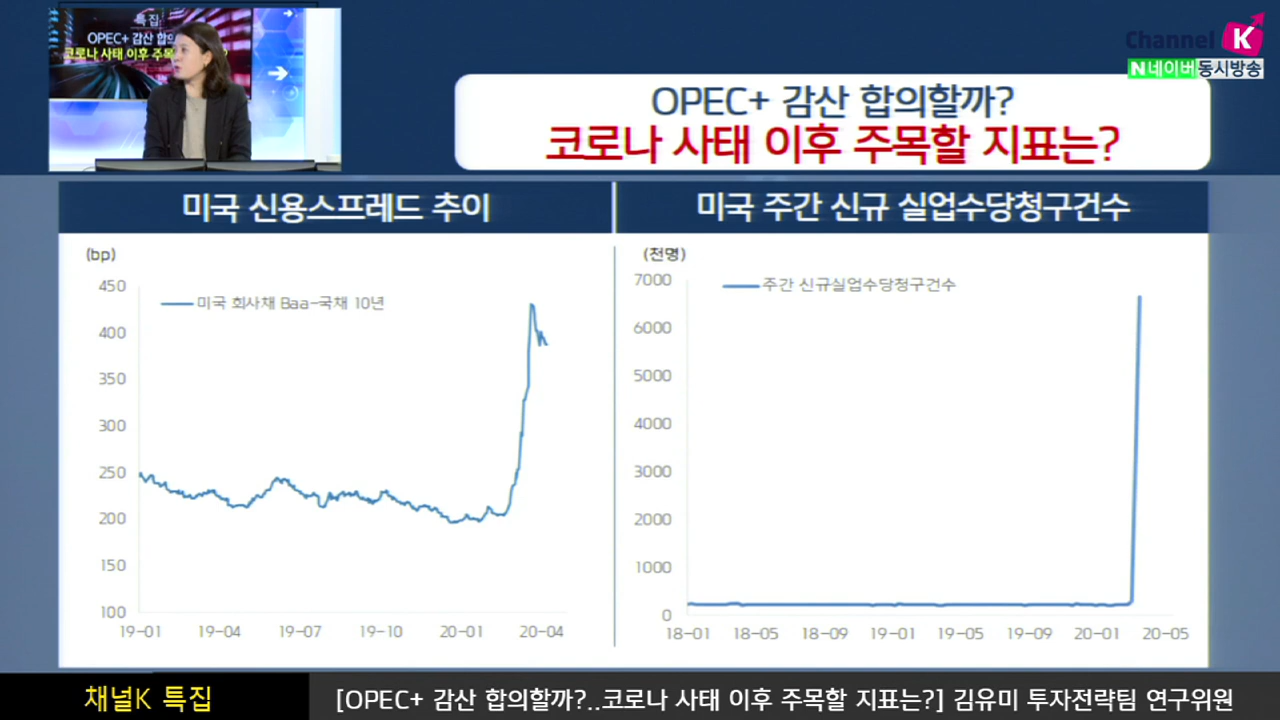 특집
OPEC+ 감산 합의
코로나 사태 이후 주목
Channel K
N 네이버 동시방송
OPEC+ 감산 합의할까?
코로나 사태 이후 주목할 지표는?
미국 신용스프레드 추이
(bp)
미국 회사채 Baa-국채 10년
450
400
350
300
250
200
150
100
19-01 19-04 19-07 19-10 20-01 20-04
미국 주간 신규 실업수당청구건수
(천명)
주간 신규실업수당청구건수
7000
6000
5000
4000
3000
2000
1000
0
18-01 18-05 18-09 19-01 19-05 19-09 20-01 20-05
채널K 특집
[OPEC+ 감산 합의할까?..코로나 사태 이후 주목할 지표는?] 김유미 투자전략팀 연구위원